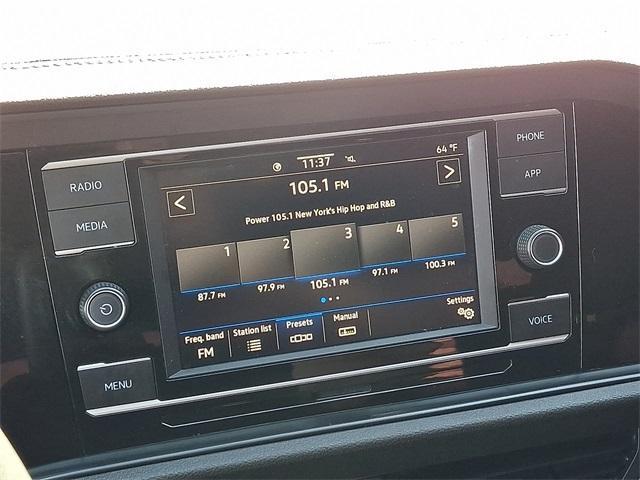 RADIO
MEDIA
MENU
PHONE
APP
VOICE
11:37
64 °F
105.1 FM
Power 105.1 New York's Hip Hop and R&B
1 2 3 4 5
87.7 FM 97.9 FM 105.1 FM 97.1 FM 100.3 FM
Freq. band Station list Presets Manual Settings
FM